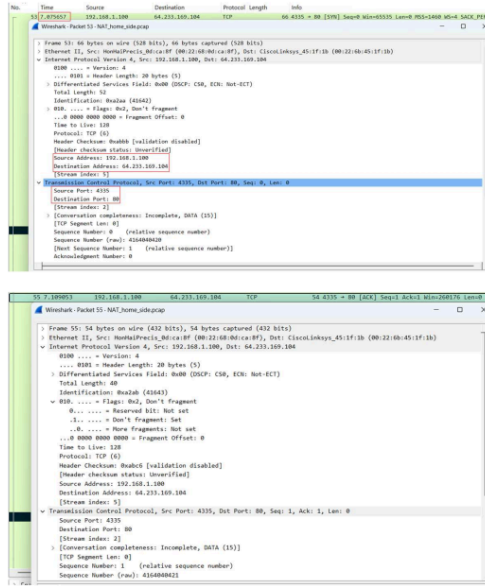 No. Time Source Destination Protocol Length Info
53 7.075657 192.168.1.100 64.233.169.104 TCP 66 4335 → 80 [SYN] Seq=0 Win=65535 Len=0 MSS=1460 WS=4 SACK_PER
Wireshark · Packet 53 · NAT_home_side.pcap
Frame 53: 66 bytes on wire (528 bits), 66 bytes captured (528 bits)
Ethernet II, Src: HonHaiPrecis_0d:ca:8f (00:22:68:0d:ca:8f), Dst: CiscoLinksys_45:1f:1b (00:22:6b:45:1f:1b)
Internet Protocol Version 4, Src: 192.168.1.100, Dst: 64.233.169.104
0100 .... = Version: 4
.... 0101 = Header Length: 20 bytes (5)
Differentiated Services Field: 0x00 (DSCP: CS0, ECN: Not-ECT)
Total Length: 52
Identification: 0xa2aa (41642)
010. .... = Flags: 0x2, Don't fragment
...0 0000 0000 0000 = Fragment Offset: 0
Time to Live: 128
Protocol: TCP (6)
Header Checksum: [validation disabled]
[Header checksum status: Unverified]
Source Address: 192.168.1.100
Destination Address: 64.233.169.104
[Stream index: 5]
Transmission Control Protocol, Src Port: 4335, Dst Port: 80, Seq: 0, Len: 0
Source Port: 4335
Destination Port: 80
[Stream index: 2]
[Conversation completeness: Incomplete, DATA (15)]
[TCP Segment Len: 0]
Sequence Number: 0 (relative sequence number)
Sequence Number (raw): 4164040420
[Next Sequence Number: 1 (relative sequence number)]
Acknowledgment Number: 0
55 7.109053 192.168.1.100 64.233.169.104 TCP 54 4335 → 80 [ACK] Seq=1 Ack=1 Win=260176 Len=0
Wireshark · Packet 55 · NAT_home_side.pcap
Frame 55: 54 bytes on wire (432 bits), 54 bytes captured (432 bits)
Ethernet II, Src: HonHaiPrecis_0d:ca:8f (00:22:68:0d:ca:8f), Dst: CiscoLinksys_45:1f:1b (00:22:6b:45:1f:1b)
Internet Protocol Version 4, Src: 192.168.1.100, Dst: 64.233.169.104
0100 .... = Version: 4
.... 0101 = Header Length: 20 bytes (5)
Differentiated Services Field: 0x00 (DSCP: CS0, ECN: Not-ECT)
Total Length: 40
Identification: 0xa2ab (41643)
010. .... = Flags: 0x2, Don't fragment
0... .... = Reserved bit: Not set
.1.. .... = Don't fragment: Set
..0. .... = More fragments: Not set
...0 0000 0000 0000 = Fragment Offset: 0
Time to Live: 128
Protocol: TCP (6)
Header Checksum: 0xabc6 [validation disabled]
[Header checksum status: Unverified]
Source Address: 192.168.1.100
Destination Address: 64.233.169.104
[Stream index: 5]
Transmission Control Protocol, Src Port: 4335, Dst Port: 80, Seq: 1, Ack: 1, Len: 0
Source Port: 4335
Destination Port: 80
[Stream index: 2]
[Conversation completeness: Incomplete, DATA (15)]
[TCP Segment Len: 0]
Sequence Number: 1 (relative sequence number)
Sequence Number (raw): 4164040421